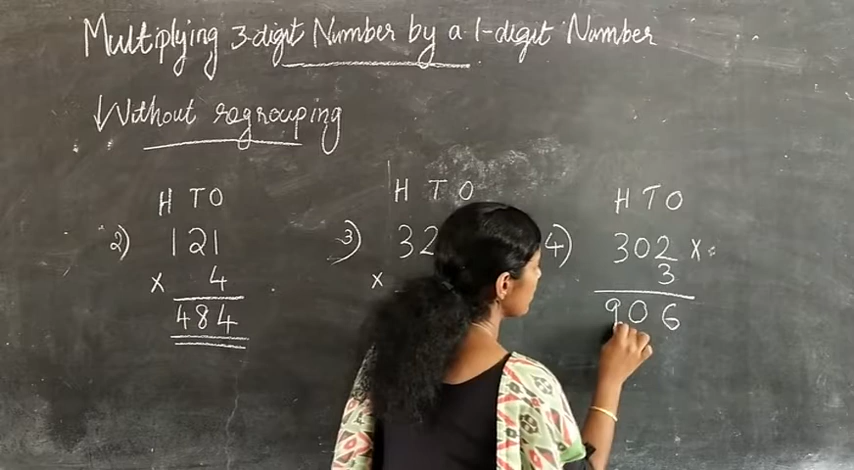 Multiplying 3-digit Number by a 1-digit Number
Without regrouping
H T O
2) 121
× 4
484
H T O
3) 32
×
H T O
4) 302 ×
3
906